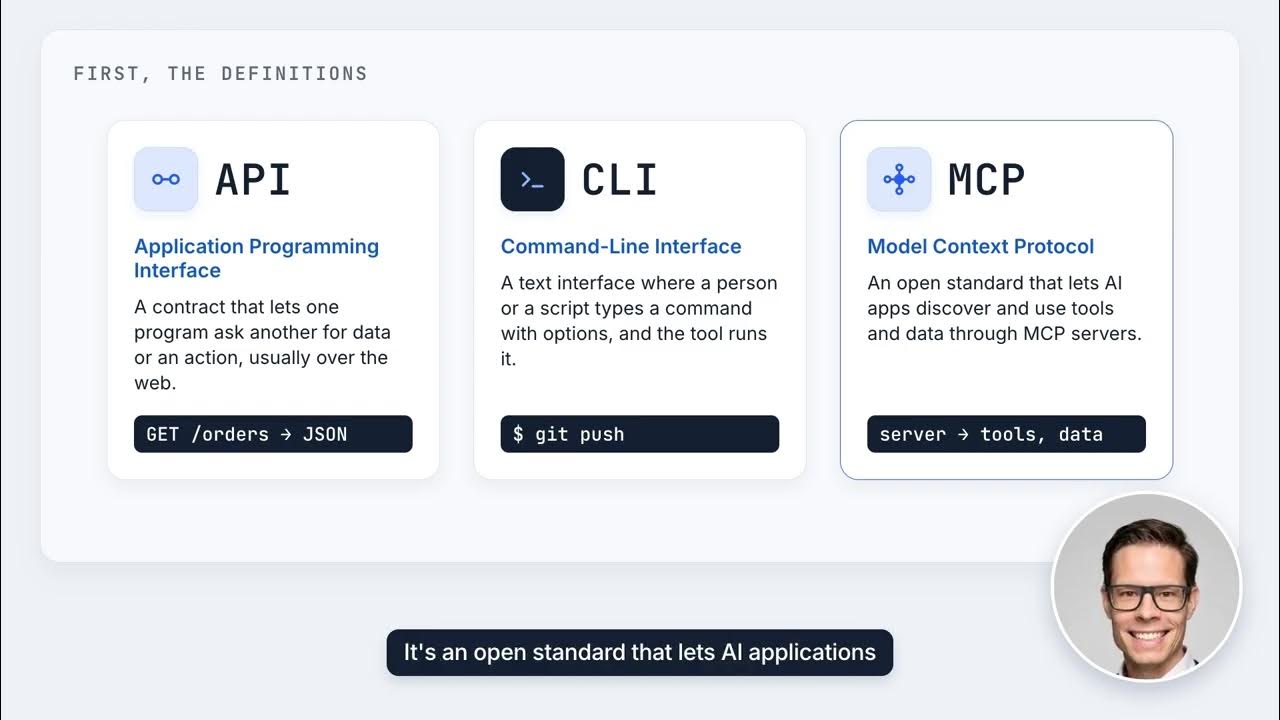 FIRST, THE DEFINITIONS
API
Application Programming
Interface
A contract that lets one
program ask another for data
or an action, usually over the
web.
GET /orders → JSON
>_
CLI
Command-Line Interface
A text interface where a person
or a script types a command
with options, and the tool runs
it.
$ git push
MCP
Model Context Protocol
An open standard that lets AI
apps discover and use tools
and data through MCP servers.
server → tools, data
It's an open standard that lets AI applications